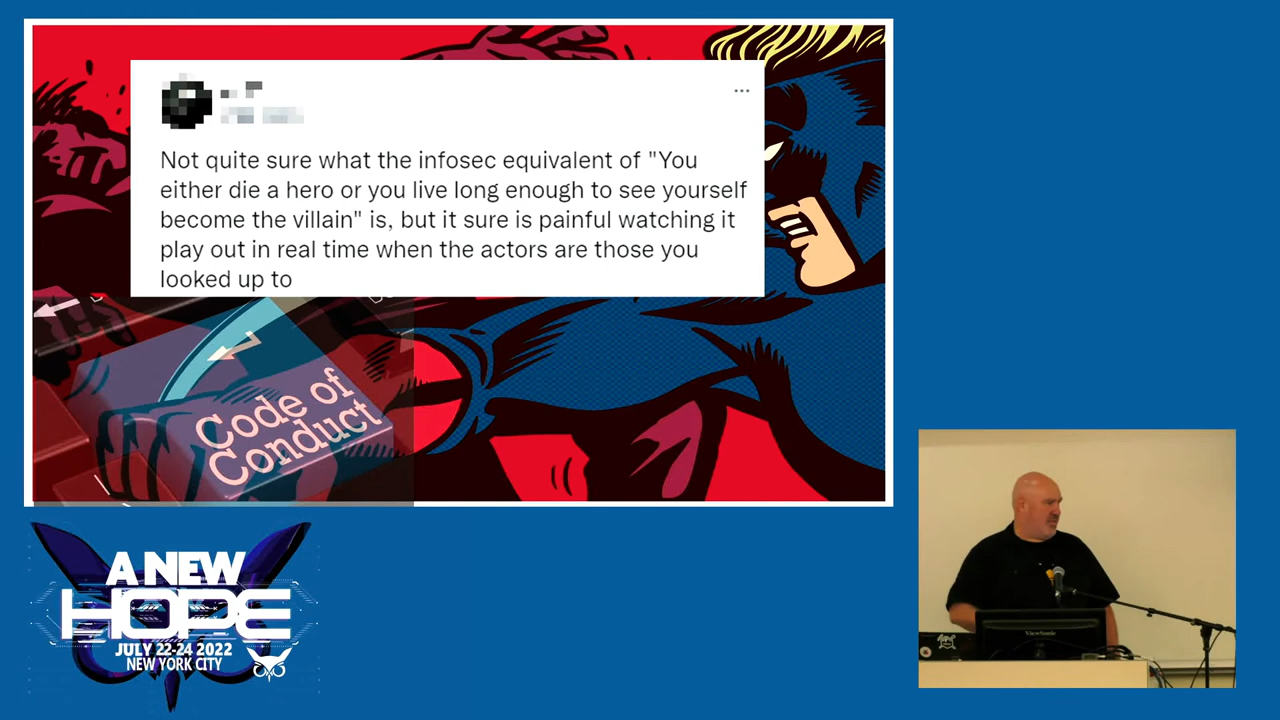 Not quite sure what the infosec equivalent of "You
either die a hero or you live long enough to see yourself
become the villain" is, but it sure is painful watching it
play out in real time when the actors are those you
looked up to
Code of
Conduct
A NEW
HOPE
JULY 22-24 2022
NEW YORK CITY
ViewSonic